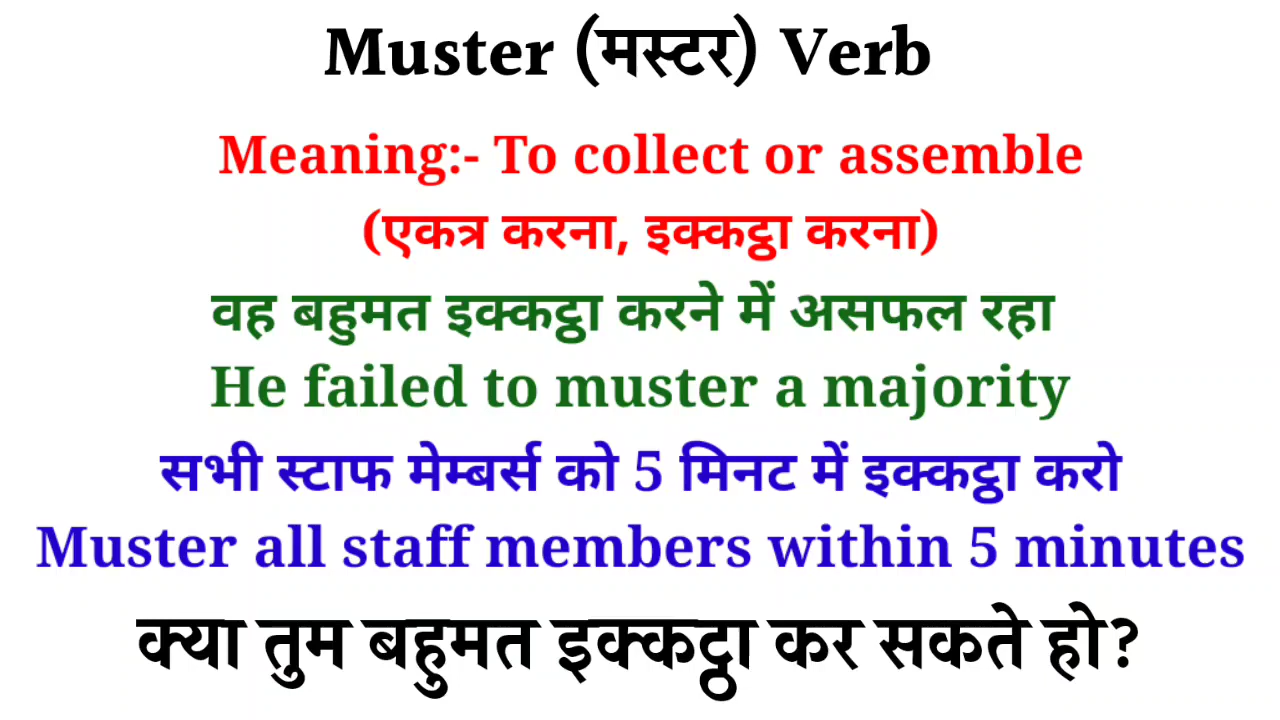 Muster (मस्टर) Verb
Meaning:- To collect or assemble
(एकत्र करना, इक्कट्ठा करना)
वह बहुमत इक्कट्ठा करने में असफल रहा
He failed to muster a majority
सभी स्टाफ मेम्बर्स को 5 मिनट में इक्कट्ठा करो
Muster all staff members within 5 minutes
क्या तुम बहुमत इक्कट्ठा कर सकते हो?